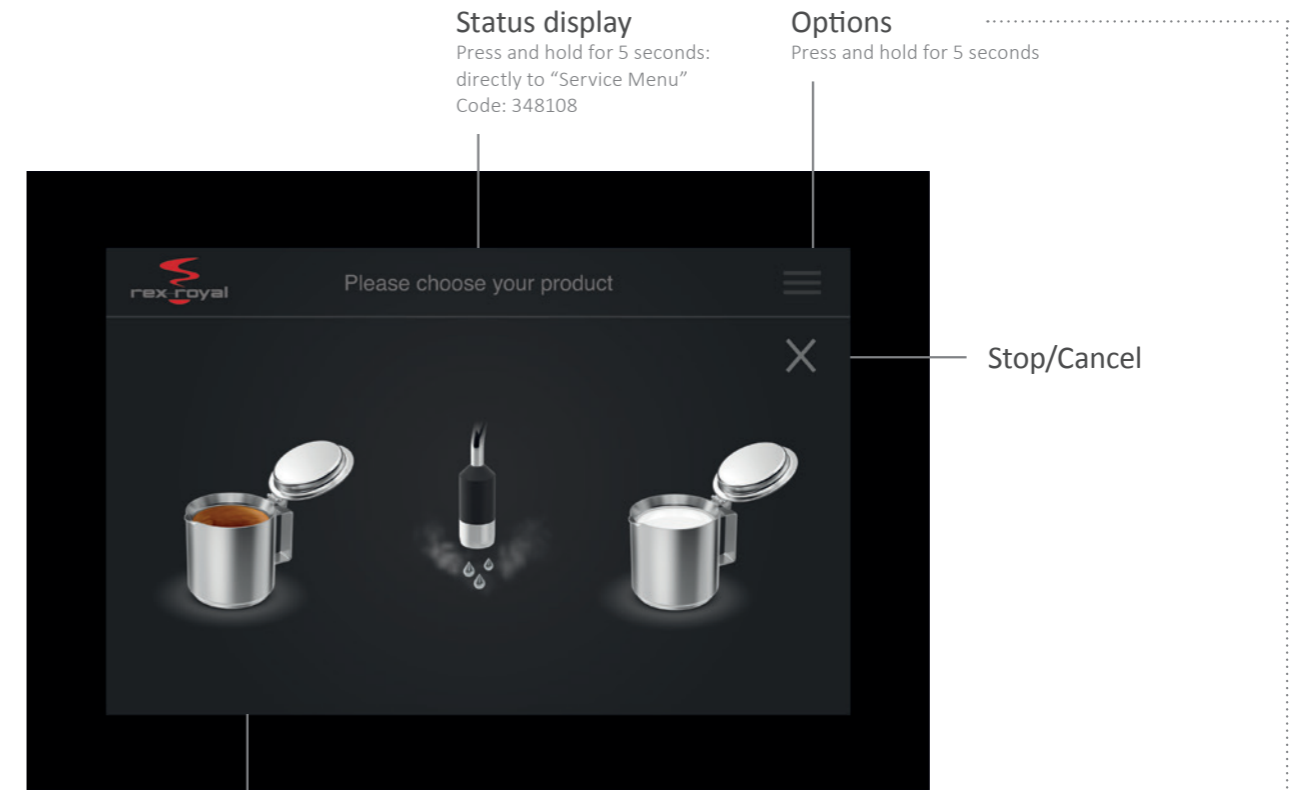 Status display
Press and hold for 5 seconds:
directly to “Service Menu”
Code: 348108
Options
Press and hold for 5 seconds
rex-royal
Please choose your product
Stop/Cancel